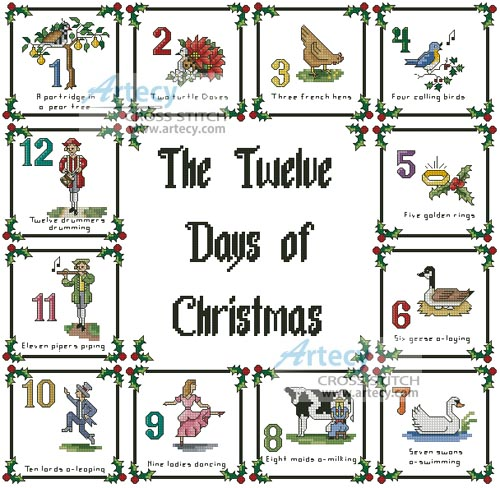 1
A partridge in
a pear tree
2
Two turtle Doves
3
Three french hens
4
Four calling birds
Artecy
CROSS STITCH
www.artecy.com
12
Twelve drummers
drumming
The Twelve
Days of
Christmas
5
Five golden rings
11
Eleven pipers piping
6
Six geese a-laying
Artecy
CROSS STITCH
www.artecy.com
10
Ten lords a-leaping
9
Nine ladies dancing
8
Eight maids a-milking
7
Seven swans
a-swimming